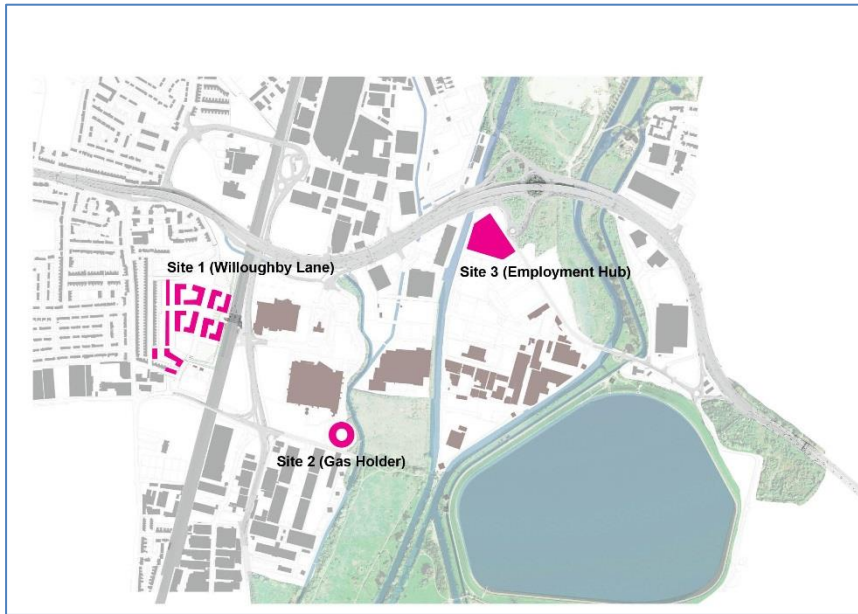 Site 1 (Willoughby Lane)
Site 3 (Employment Hub)
Site 2 (Gas Holder)